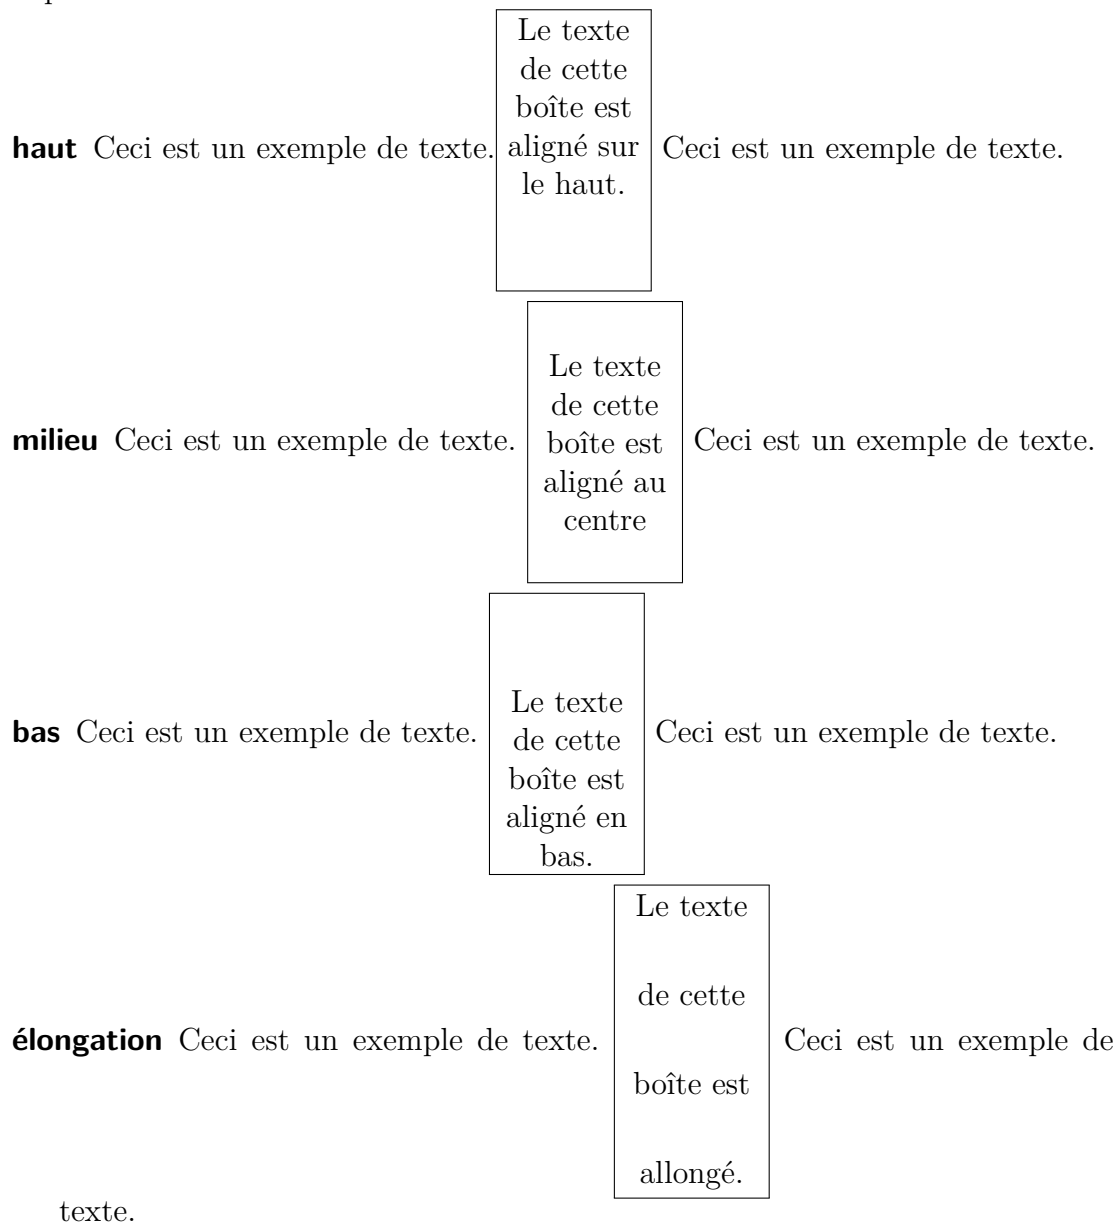 Le texte
de cette
boîte est
haut Ceci est un exemple de texte. aligné sur Ceci est un exemple de texte.
le haut.
Le texte
de cette
milieu Ceci est un exemple de texte. boîte est Ceci est un exemple de texte.
aligné au
centre
Le texte
bas Ceci est un exemple de texte. de cette Ceci est un exemple de texte.
boîte est
aligné en
bas.
Le texte
de cette
élongation Ceci est un exemple de texte. Ceci est un exemple de
boîte est
allongé.
texte.